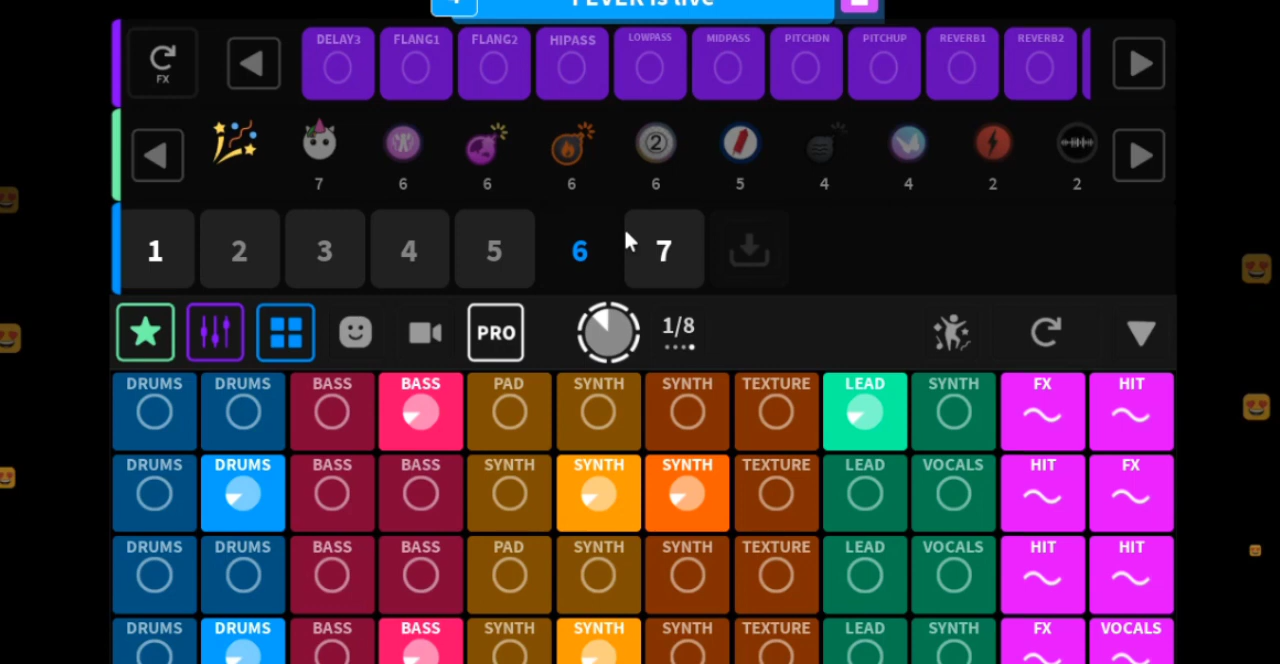 FEVER is live
DELAY3 FLANG1 FLANG2 HIPASS LOWPASS MIDPASS PITCHDN PITCHUP REVERB1 REVERB2
FX
2
7 6 6 6 6 5 4 4 2 2
1 2 3 4 5 6 7
PRO 1/8
DRUMS DRUMS BASS BASS PAD SYNTH SYNTH TEXTURE LEAD SYNTH FX HIT
DRUMS DRUMS BASS BASS SYNTH SYNTH SYNTH TEXTURE LEAD VOCALS HIT FX
DRUMS DRUMS BASS BASS PAD SYNTH SYNTH TEXTURE LEAD VOCALS HIT HIT
DRUMS DRUMS BASS BASS SYNTH SYNTH SYNTH TEXTURE LEAD SYNTH FX VOCALS